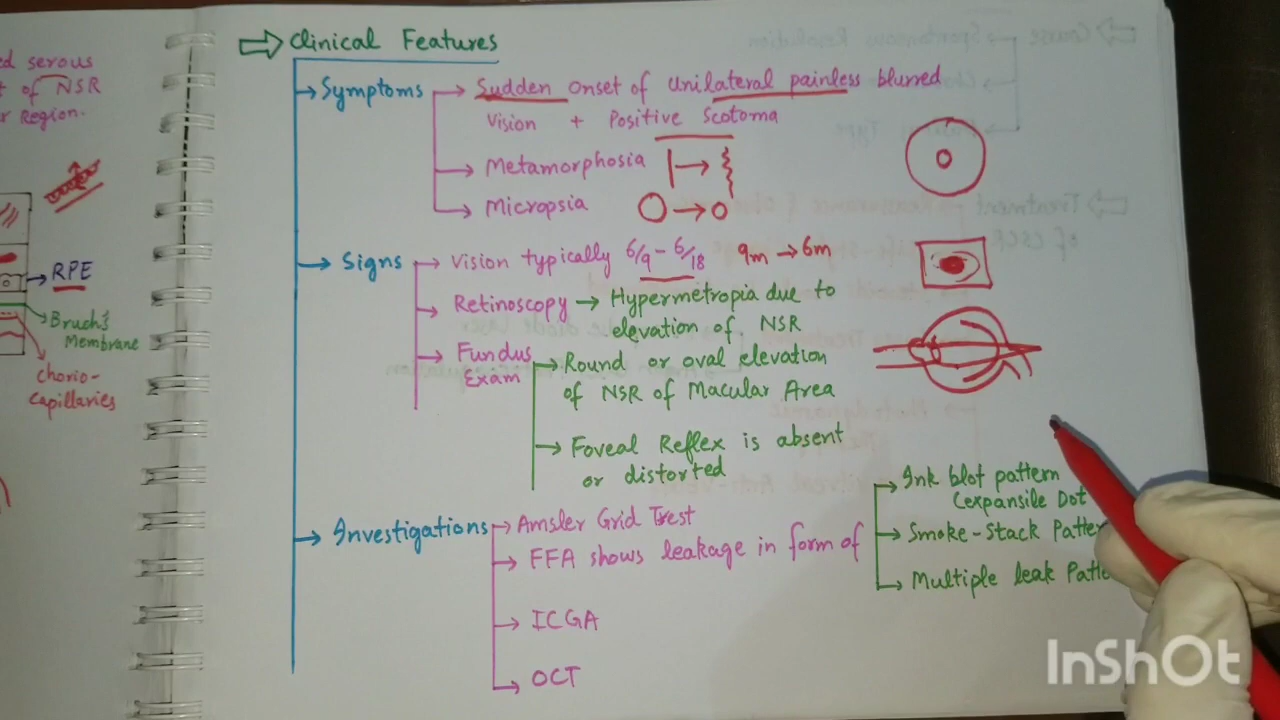 ed serous
t of NSR
r Region.
RPE
Bruch's
Membrane
Chorio-
Capillaries
Clinical Features
Symptoms
Sudden onset of Unilateral painless blurred
Vision + Positive Scotoma
Metamorphosia
Micropsia
Signs
Vision typically 6/9 - 6/18 9m → 6m
Retinoscopy → Hypermetropia due to
elevation of NSR
Fundus
Exam
Round or oval elevation
of NSR of Macular Area
Foveal Reflex is absent
or distorted
Investigations
Amsler Grid Trest
FFA shows leakage in form of
Ink blot pattern
(expansile Dot
Smoke-Stack Patte
Multiple leak Patte
ICGA
OCT
InShOt